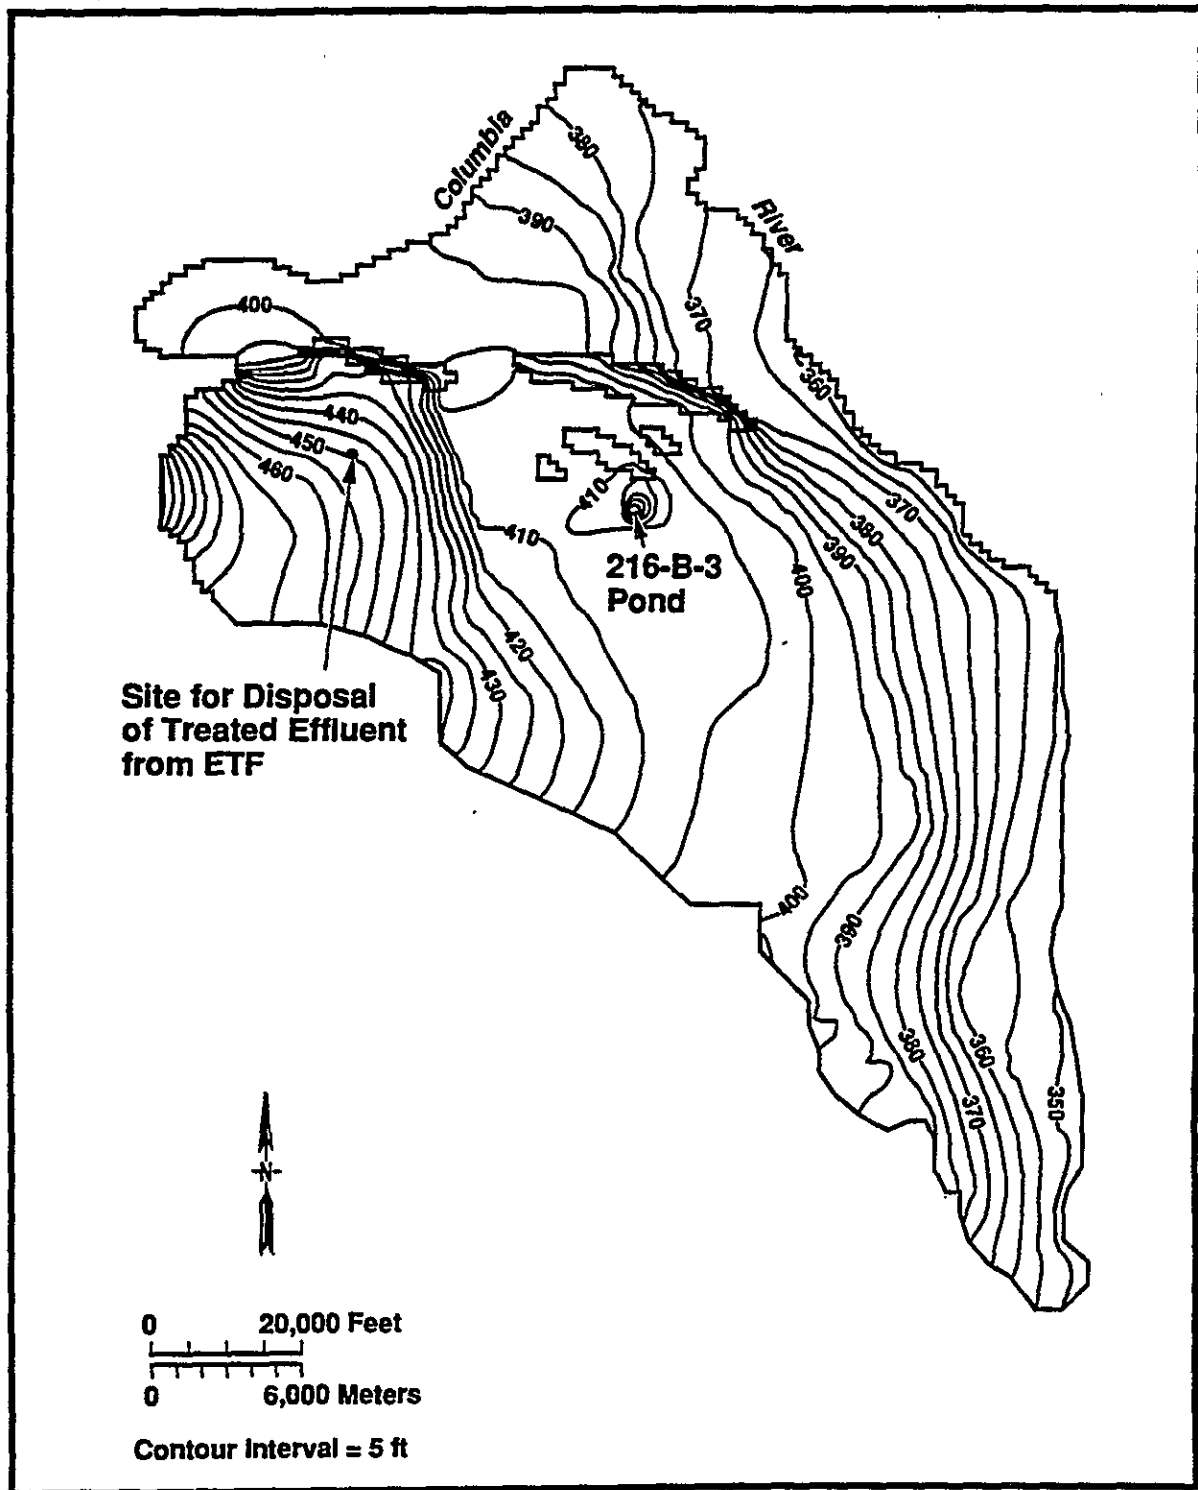 Columbia
River
380
390
400
370
360
440
450
460
410
410
370
380
390
400
216-B-3
Pond
420
430
Site for Disposal
of Treated Effluent
from ETF
400
390
380
360
370
350
N
0 20,000 Feet
0 6,000 Meters
Contour Interval = 5 ft